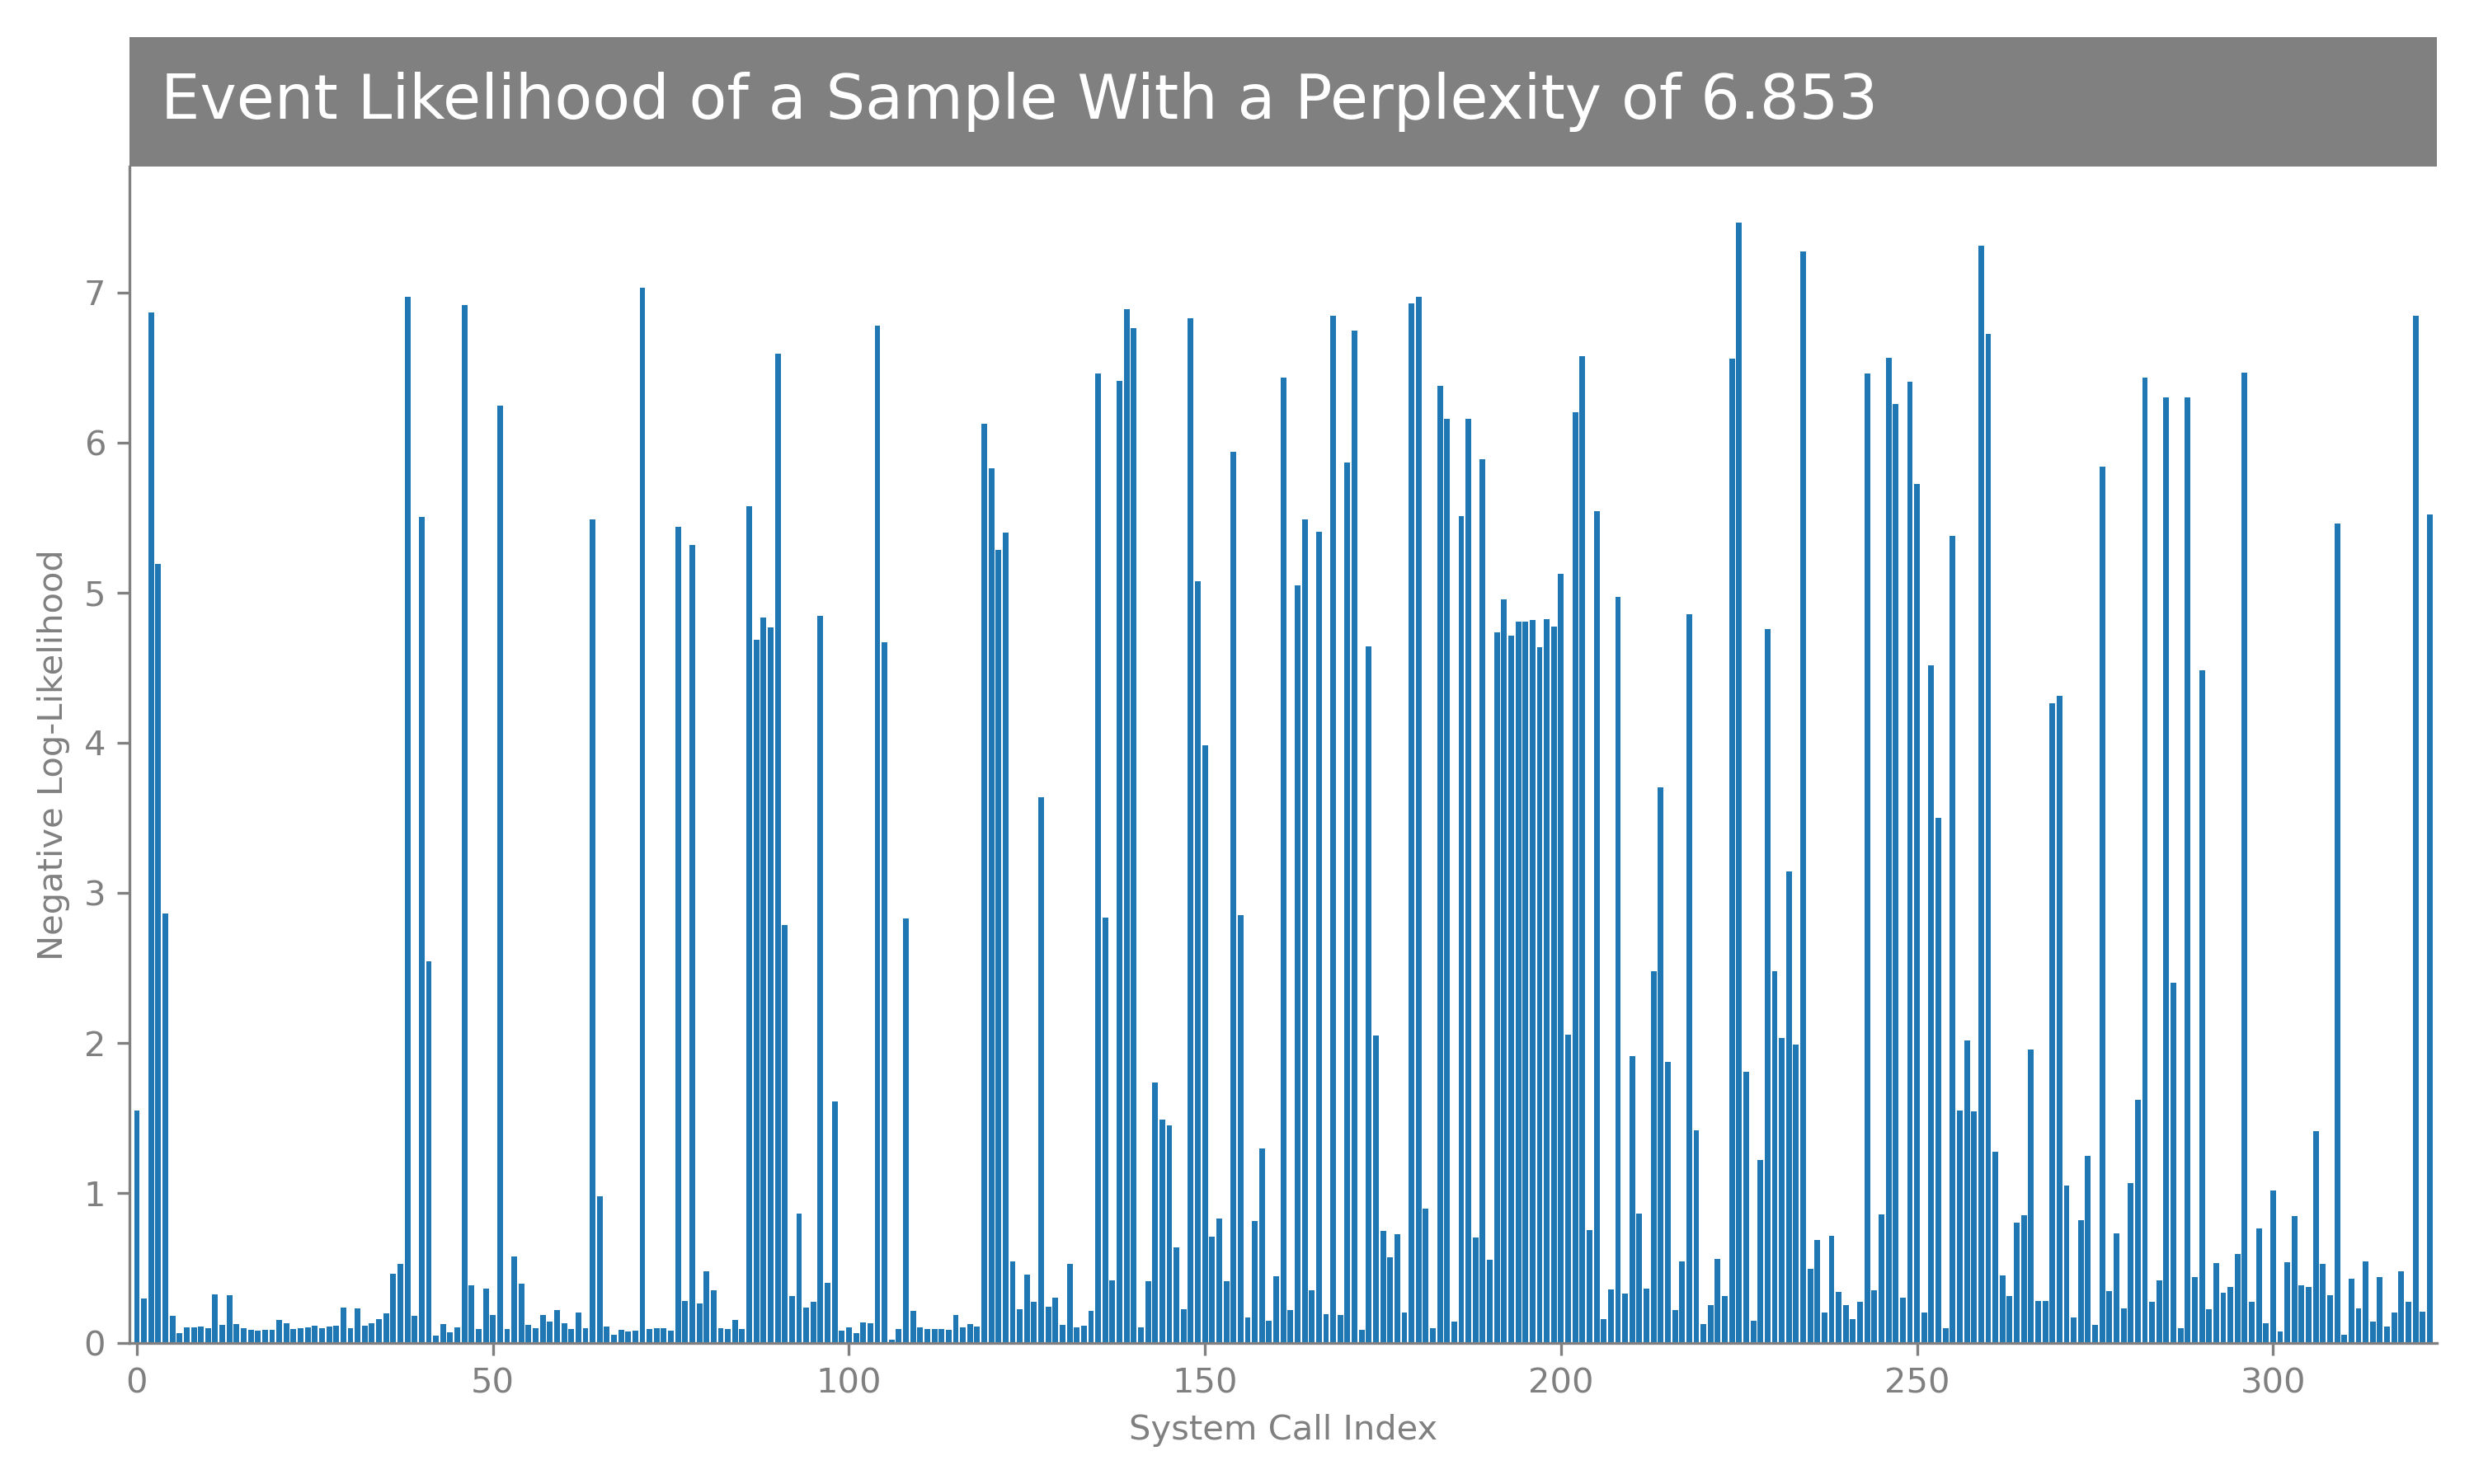 Event Likelihood of a Sample With a Perplexity of 6.853
Negative Log-Likelihood
7
6
5
4
3
2
1
0
0 50 100 150 200 250 300
System Call Index